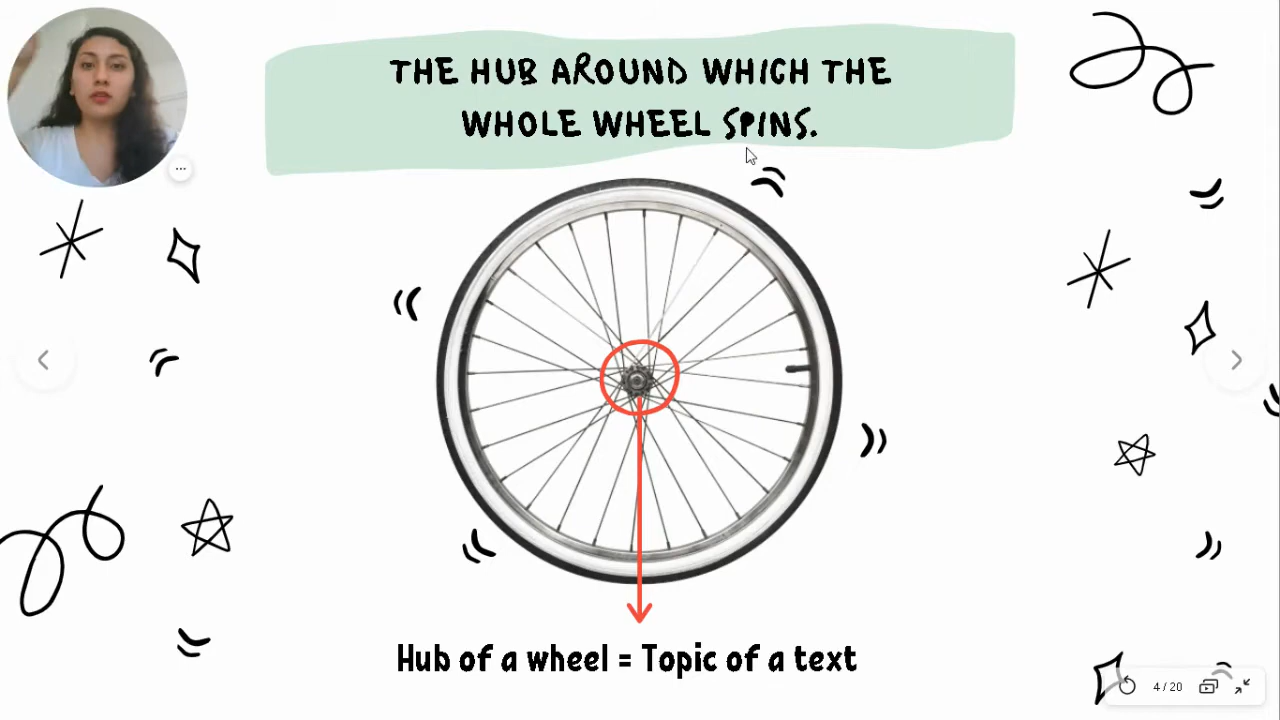 THE HUB AROUND WHICH THE
WHOLE WHEEL SPINS.
Hub of a wheel = Topic of a text
4 / 20